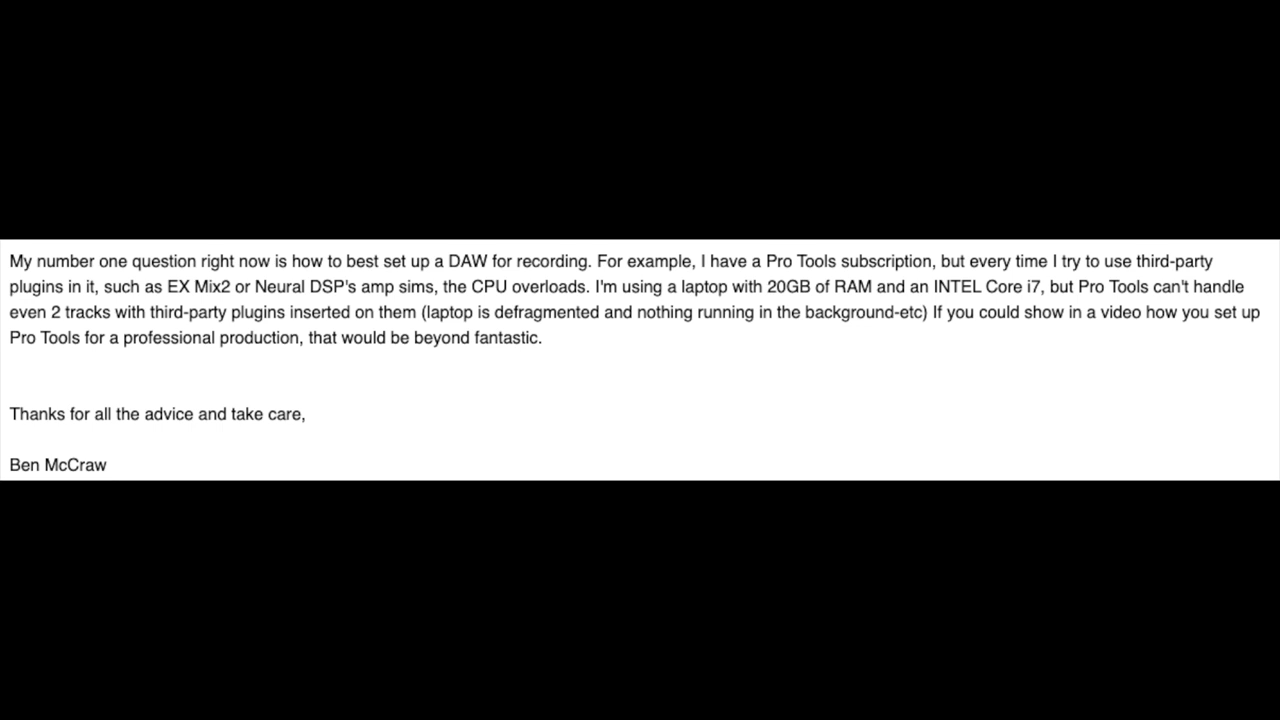 My number one question right now is how to best set up a DAW for recording. For example, I have a Pro Tools subscription, but every time I try to use third-party
plugins in it, such as EX Mix2 or Neural DSP's amp sims, the CPU overloads. I'm using a laptop with 20GB of RAM and an INTEL Core i7, but Pro Tools can't handle
even 2 tracks with third-party plugins inserted on them (laptop is defragmented and nothing running in the background-etc) If you could show in a video how you set up
Pro Tools for a professional production, that would be beyond fantastic.
Thanks for all the advice and take care,
Ben McCraw